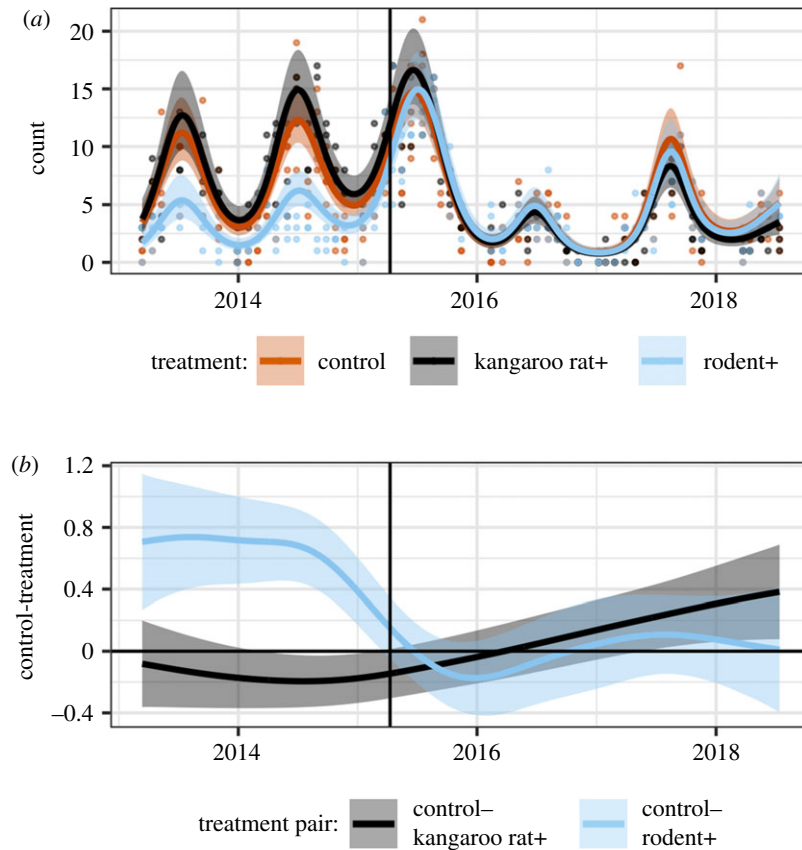 (a)
20
15
10
5
0
count
2014 2016 2018
treatment: control kangaroo rat+ rodent+
(b)
1.2
0.8
0.4
0
–0.4
control-treatment
2014 2016 2018
treatment pair: control– kangaroo rat+ control– rodent+